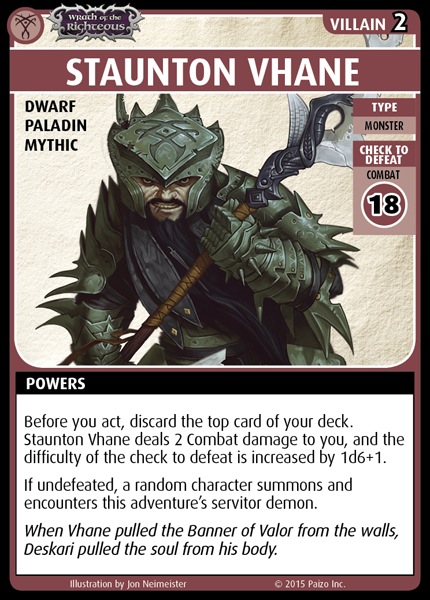 Wrath of the
Righteous
VILLAIN 2
STAUNTON VHANE
DWARF
PALADIN
MYTHIC
TYPE
MONSTER
CHECK TO
DEFEAT
COMBAT
18
POWERS
Before you act, discard the top card of your deck.
Staunton Vhane deals 2 Combat damage to you, and the
difficulty of the check to defeat is increased by 1d6+1.
If undefeated, a random character summons and
encounters this adventure's servitor demon.
When Vhane pulled the Banner of Valor from the walls,
Deskari pulled the soul from his body.
Illustration by Jon Neimeister
© 2015 Paizo Inc.